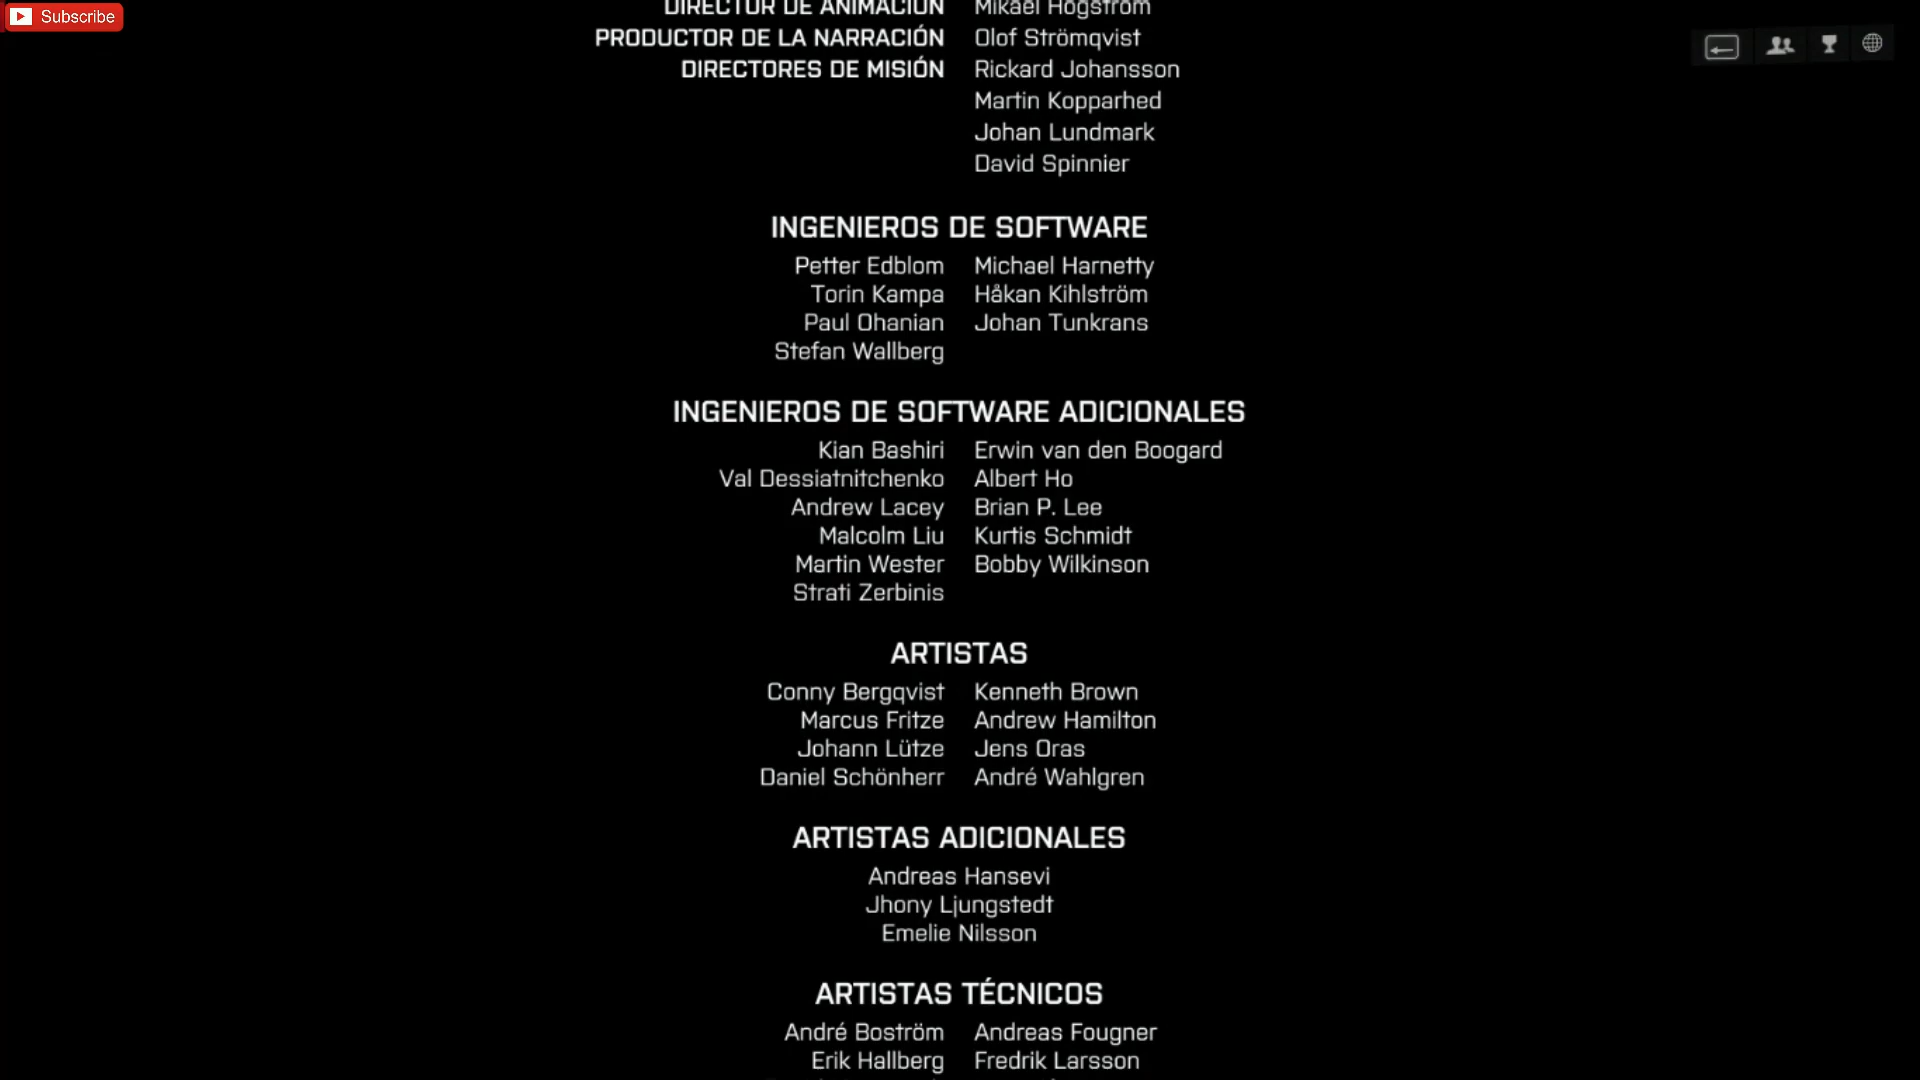 Subscribe
DIRECTOR DE ANIMACIÓN Mikael Högström
PRODUCTOR DE LA NARRACIÓN Olof Strömqvist
DIRECTORES DE MISIÓN Rickard Johansson
Martin Kopparhed
Johan Lundmark
David Spinnier
INGENIEROS DE SOFTWARE
Petter Edblom Michael Harnetty
Torin Kampa Håkan Kihlström
Paul Ohanian Johan Tunkrans
Stefan Wallberg
INGENIEROS DE SOFTWARE ADICIONALES
Kian Bashiri Erwin van den Boogard
Val Dessiatnitchenko Albert Ho
Andrew Lacey Brian P. Lee
Malcolm Liu Kurtis Schmidt
Martin Wester Bobby Wilkinson
Strati Zerbinis
ARTISTAS
Conny Bergqvist Kenneth Brown
Marcus Fritze Andrew Hamilton
Johann Lütze Jens Oras
Daniel Schönherr André Wahlgren
ARTISTAS ADICIONALES
Andreas Hansevi
Jhony Ljungstedt
Emelie Nilsson
ARTISTAS TÉCNICOS
André Boström Andreas Fougner
Erik Hallberg Fredrik Larsson